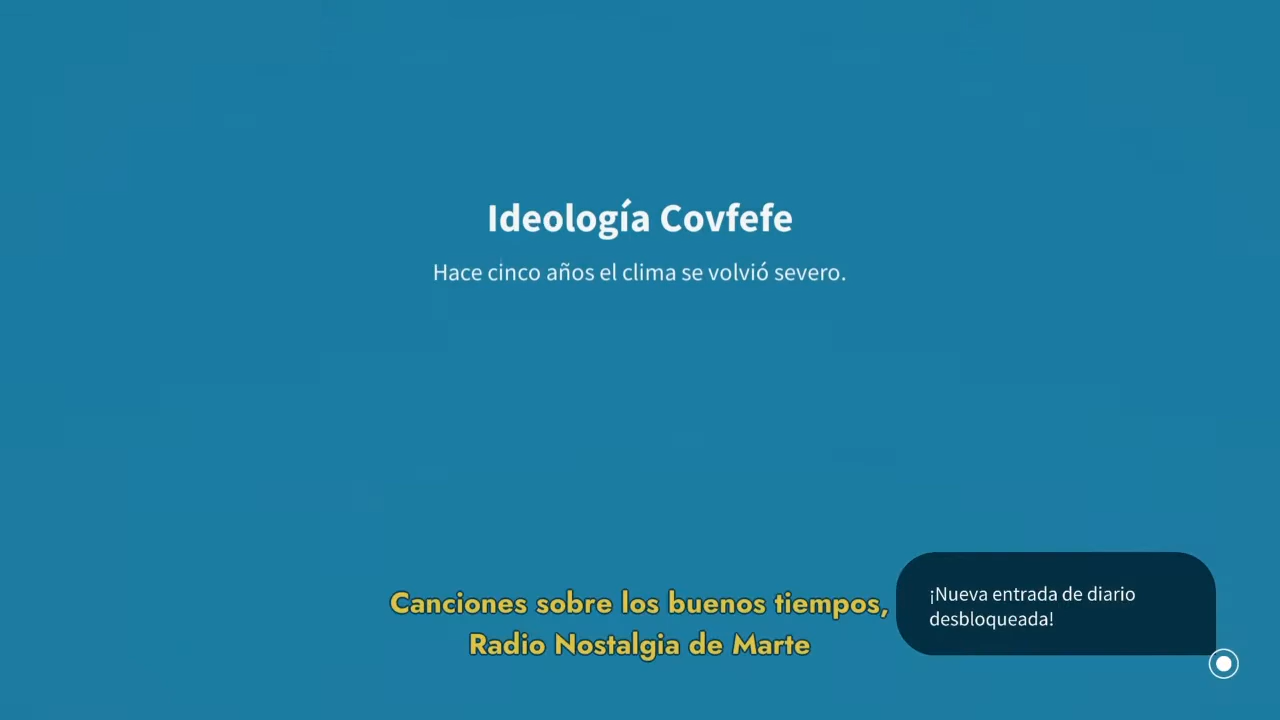 Ideología Covfefe
Hace cinco años el clima se volvió severo.
Canciones sobre los buenos tiempos,
Radio Nostalgia de Marte
¡Nueva entrada de diario
desbloqueada!